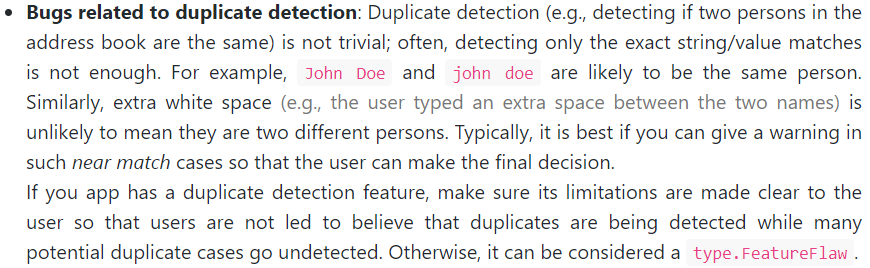 • Bugs related to duplicate detection: Duplicate detection (e.g., detecting if two persons in the
address book are the same) is not trivial; often, detecting only the exact string/value matches
is not enough. For example, John Doe and john doe are likely to be the same person.
Similarly, extra white space (e.g., the user typed an extra space between the two names) is
unlikely to mean they are two different persons. Typically, it is best if you can give a warning in
such near match cases so that the user can make the final decision.
If you app has a duplicate detection feature, make sure its limitations are made clear to the
user so that users are not led to believe that duplicates are being detected while many
potential duplicate cases go undetected. Otherwise, it can be considered a type.FeatureFlaw .